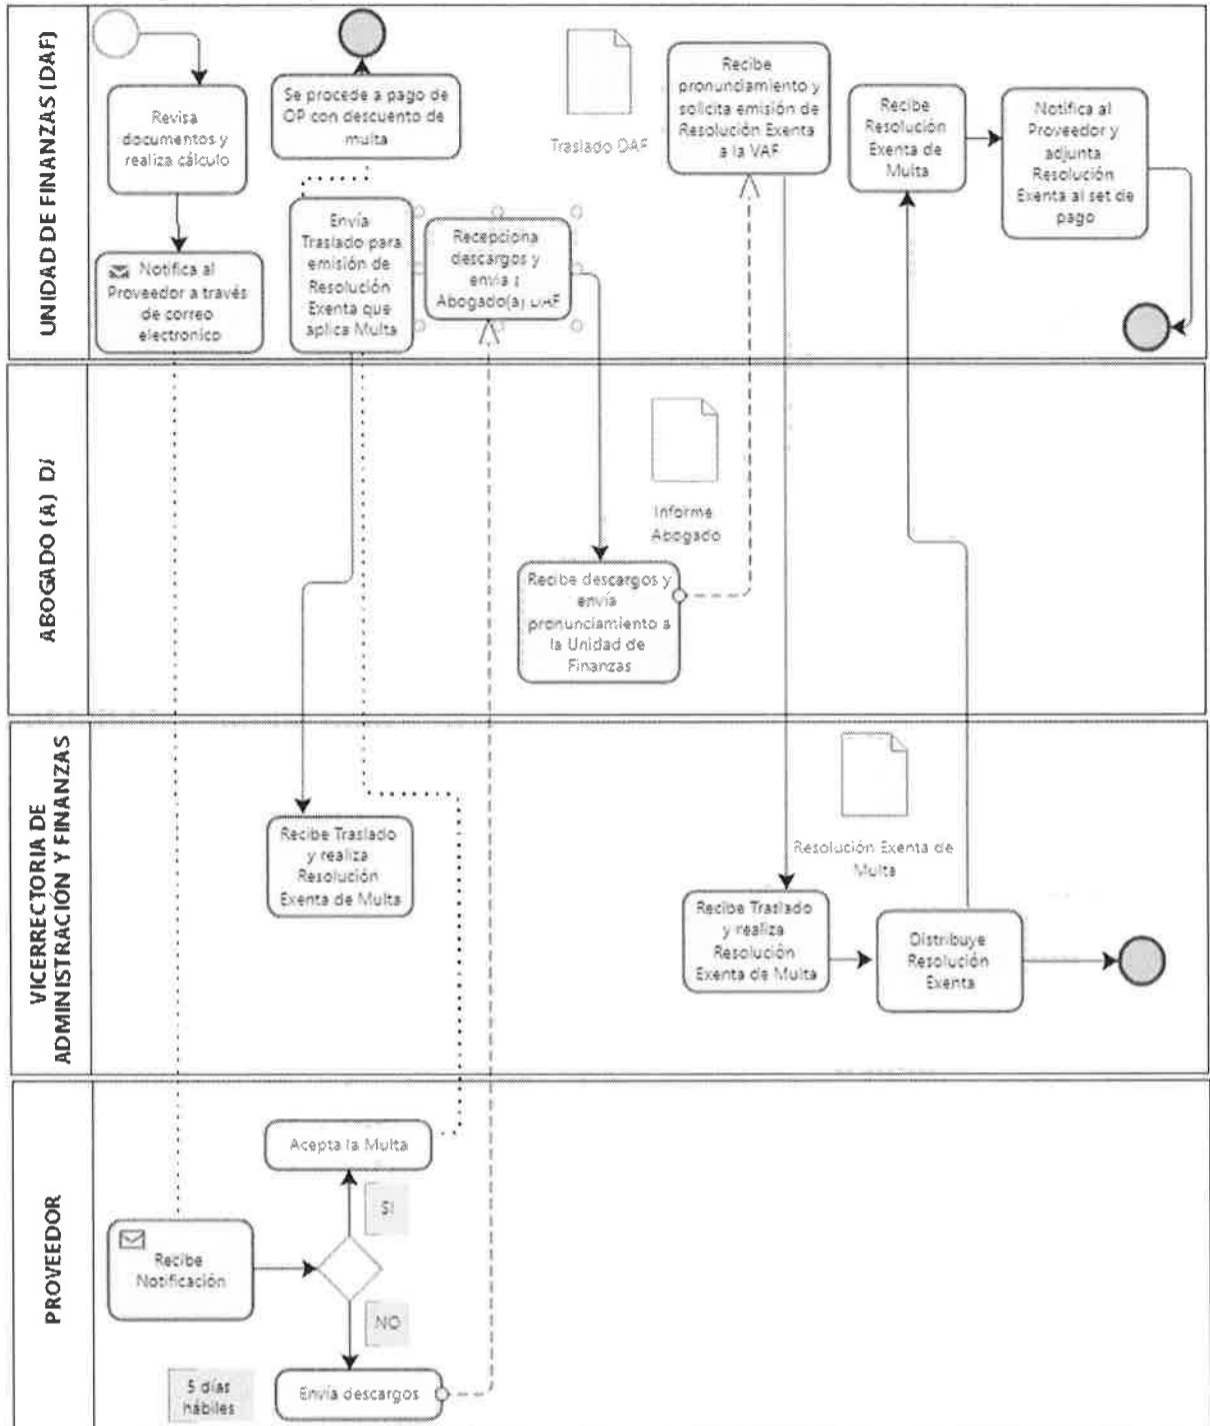 UNIDAD DE FINANZAS (DAF)
Revisa
documentos y
realiza cálculo
Notifica al
Proveedor a través
de correo
electronico
Se procede a pago de
OP con descuento de
multa
Envía
Traslado para
emisión de
Resolución
Exenta que
aplica Multa
Recepciona
descargos y
envia
Abogado(a) DAF
Traslado DAF
Recibe
pronunciamiento y
solicita emisión de
Resolución Exenta
a la VAF
Recibe
Resolución
Exenta de
Multa
Notifica al
Proveedor y
adjunta
Resolución
Exenta al set de
pago
ABOGADO (A)
Informe
Abogado
Recibe descargos y
envía
pronunciamiento a
la Unidad de
Finanzas
VICERRECTORIA DE
ADMINISTRACIÓN Y FINANZAS
Recibe Traslado
y realiza
Resolución
Exenta de Multa
Resolución Exenta de
Multa
Recibe Traslado
y realiza
Resolución
Exenta de Multa
Distribuye
Resolución
Exenta
PROVEEDOR
Acepta la Multa
SI
Recibe
Notificación
NO
5 días
hábiles
Envía descargos